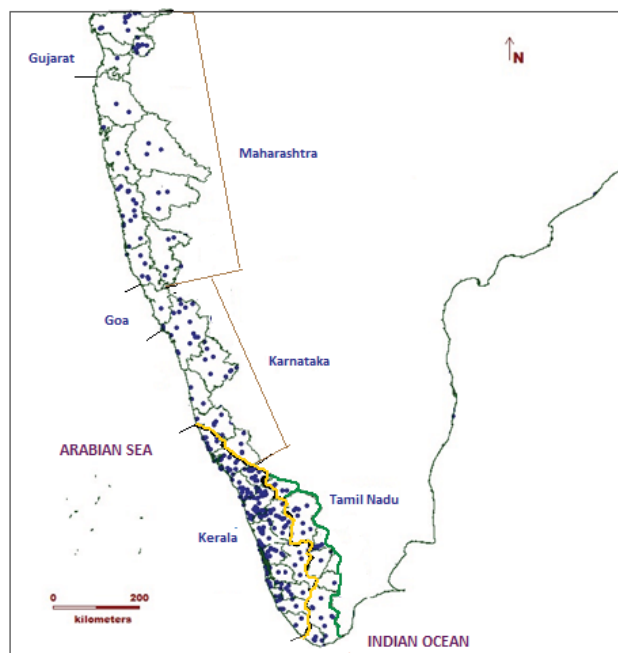 Gujarat
N
Maharashtra
Goa
Karnataka
ARABIAN SEA
Tamil Nadu
Kerala
0 200
kilometers
INDIAN OCEAN